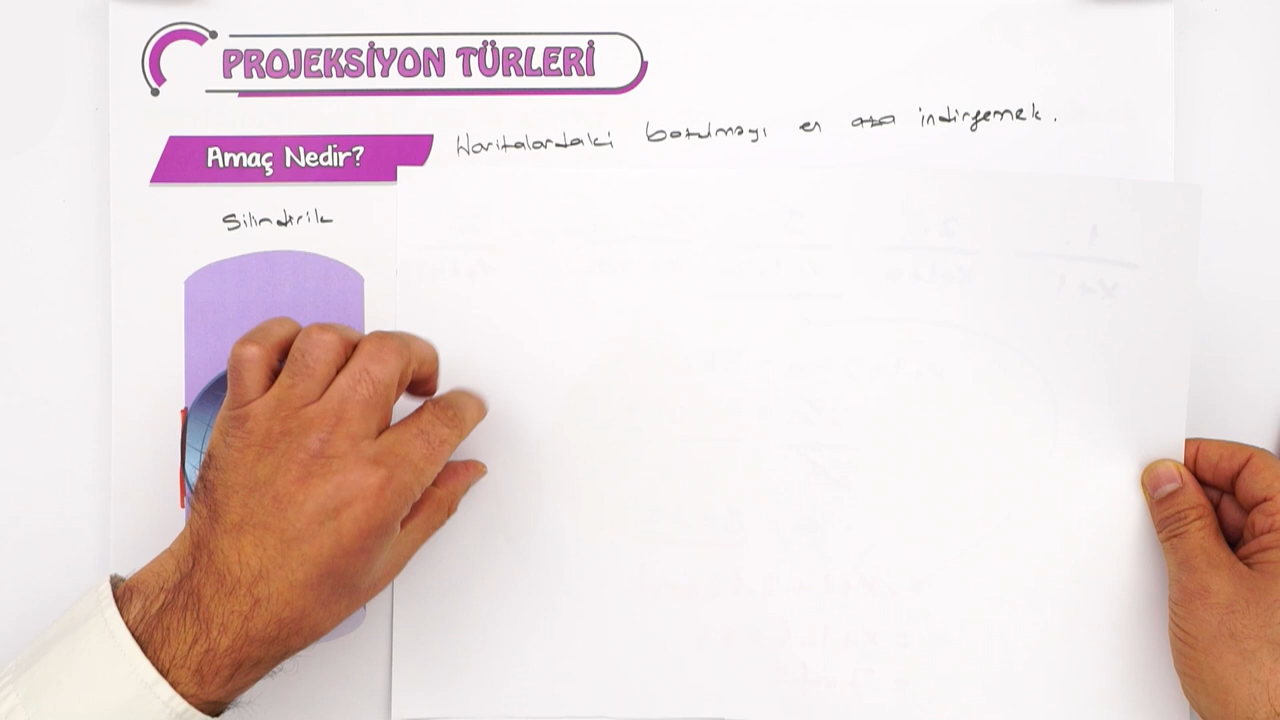 PROJEKSİYON TÜRLERİ
Amaç Nedir?
Haritalardaki bozulmayı en aza indirgemek.
Silindirik